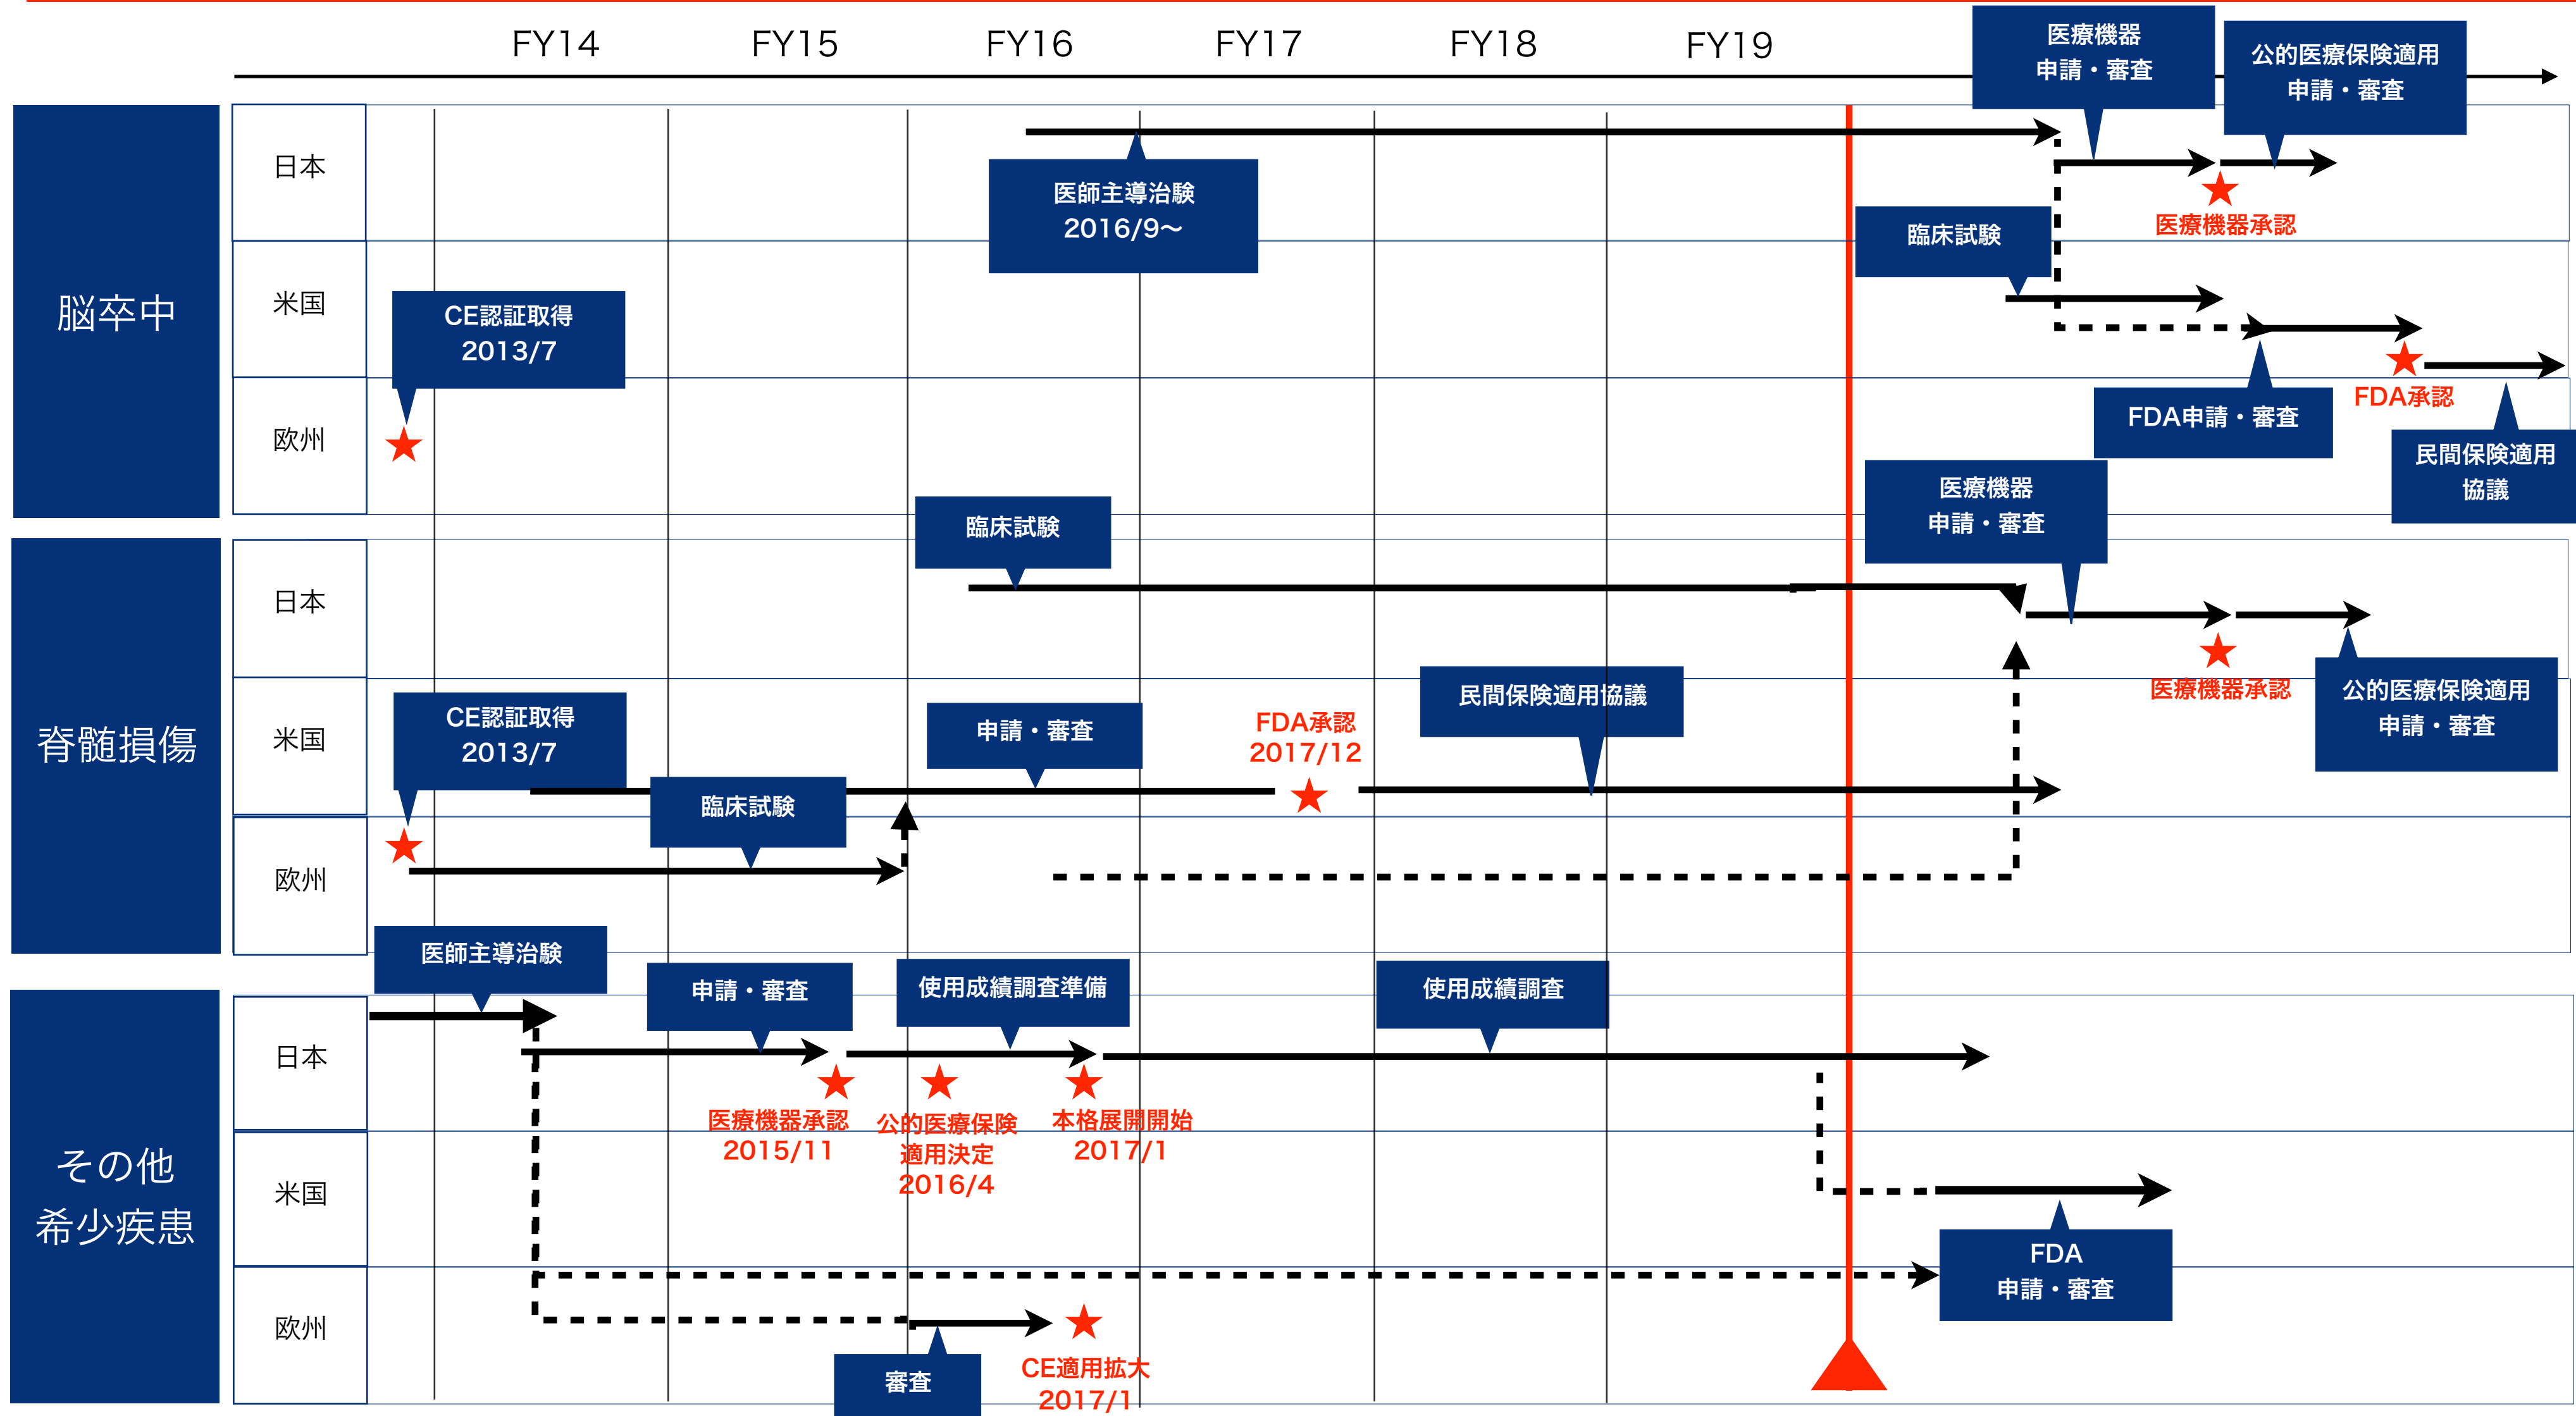 FY14
FY15
FY16
FY17
FY18
FY19
医療機器
申請・審査
公的医療保険適用
申請・審査
脳卒中
日本
医師主導治験
2016/9〜
医療機器承認
米国
臨床試験
FDA申請・審査
FDA承認
民間保険適用
協議
欧州
CE認証取得
2013/7
脊髄損傷
日本
臨床試験
医療機器
申請・審査
医療機器承認
公的医療保険適用
申請・審査
米国
申請・審査
FDA承認
2017/12
民間保険適用協議
欧州
CE認証取得
2013/7
臨床試験
その他
希少疾患
日本
医師主導治験
申請・審査
使用成績調査準備
使用成績調査
医療機器承認
2015/11
公的医療保険
適用決定
2016/4
本格展開開始
2017/1
米国
FDA
申請・審査
欧州
審査
CE適用拡大
2017/1